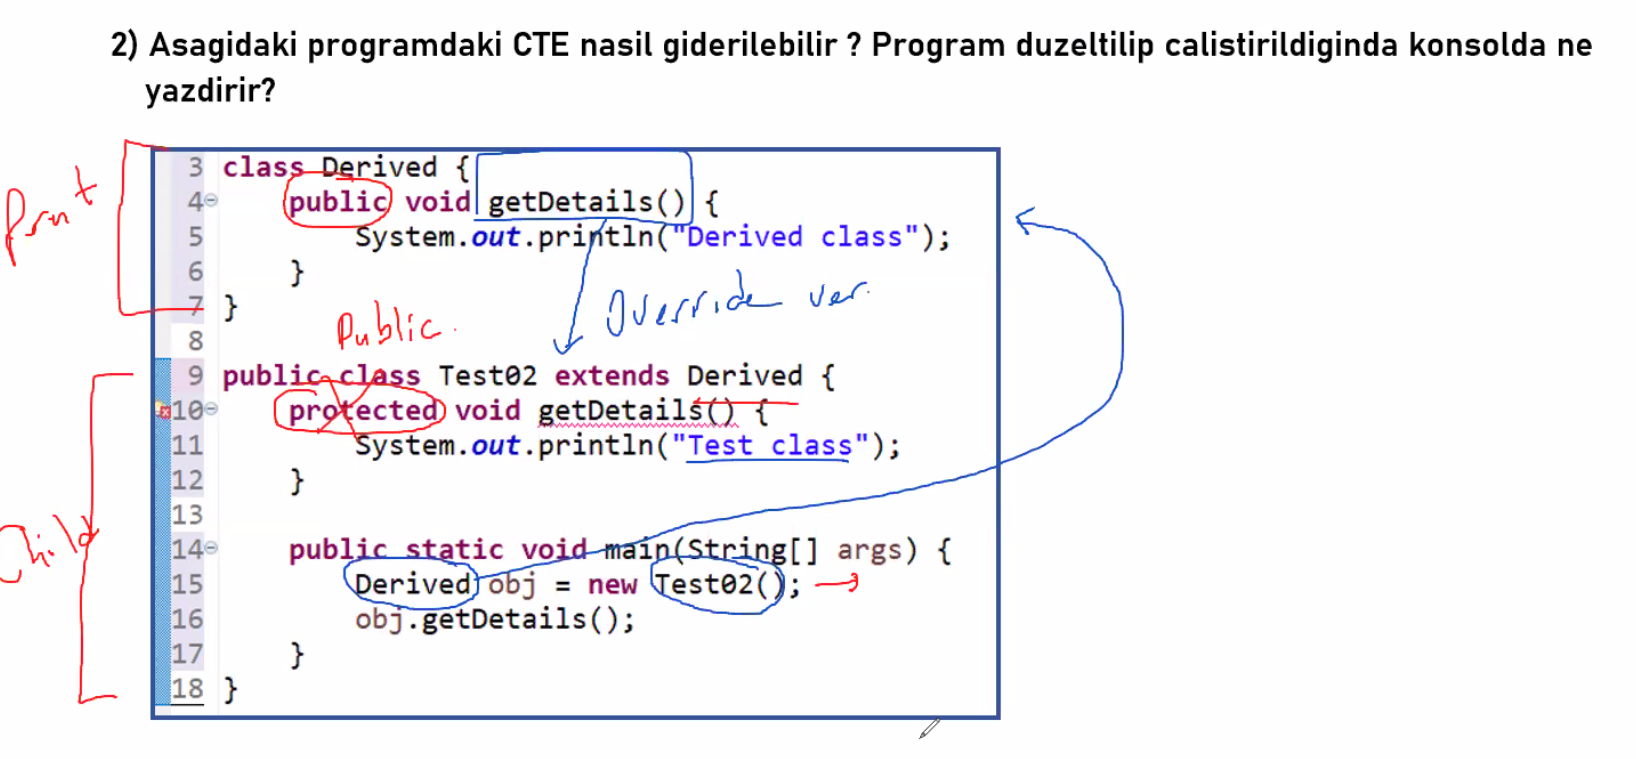 2) Asagidaki programdaki CTE nasil giderilebilir ? Program duzeltilip calistirildiginda konsolda ne
yazdirir?
3 class Derived {
4 public void getDetails() {
5 System.out.println("Derived class");
6 }
7 }
8
9 public class Test02 extends Derived {
10 protected void getDetails() {
11 System.out.println("Test class");
12 }
13
14 public static void main(String[] args) {
15 Derived obj = new Test02();
16 obj.getDetails();
17 }
18 }
Override ver.
Public.
Child